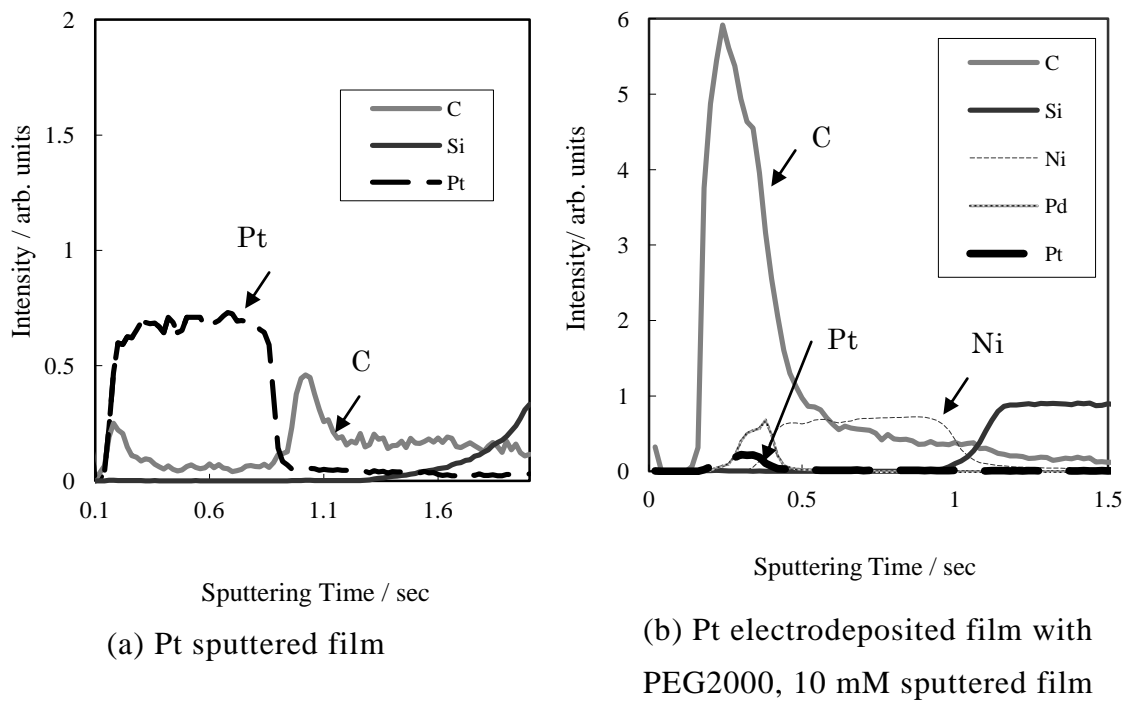 2
1.5
1
0.5
0
0.1
0.6
1.1
1.6
Intensity / arb. units
C
Si
Pt
Pt
C
Sputtering Time / sec
(a) Pt sputtered film
6
5
4
3
2
1
0
0
0.5
1
1.5
Intensity/ arb. units
C
Si
Ni
Pd
Pt
C
Pt
Ni
Sputtering Time / sec
(b) Pt electrodeposited film with
PEG2000, 10 mM sputtered film